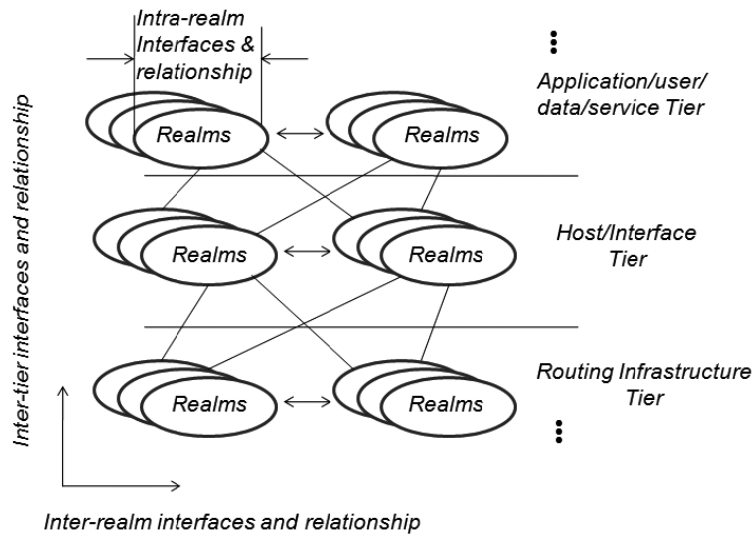 Intra-realm
Interfaces &
relationship
Application/user/
data/service Tier
Realms
Realms
Host/Interface
Tier
Realms
Realms
Routing Infrastructure
Tier
Realms
Realms
Inter-tier interfaces and relationship
Inter-realm interfaces and relationship